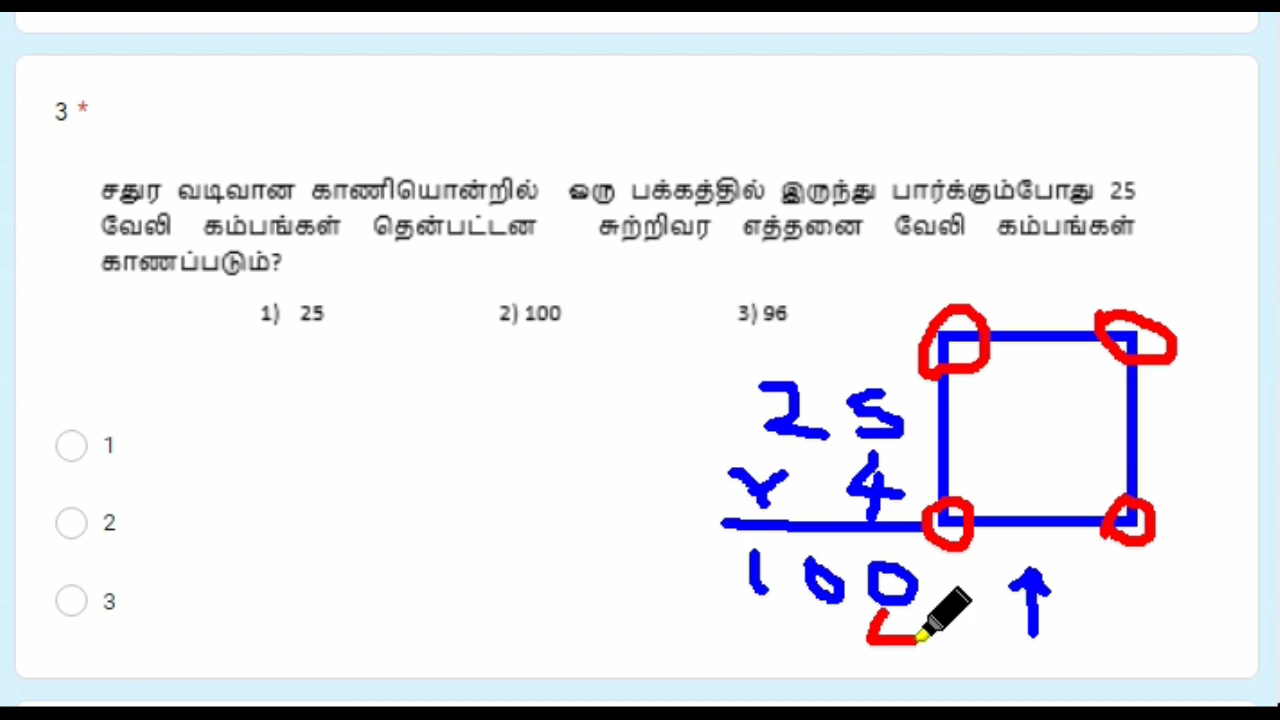 3 *
சதுர வடிவான காணியொன்றில் ஒரு பக்கத்தில் இருந்து பார்க்கும்போது 25
வேலி கம்பங்கள் தென்பட்டன சுற்றிவர எத்தனை வேலி கம்பங்கள்
காணப்படும்?
1) 25 2) 100 3) 96
25
x 4
100
1
2
3